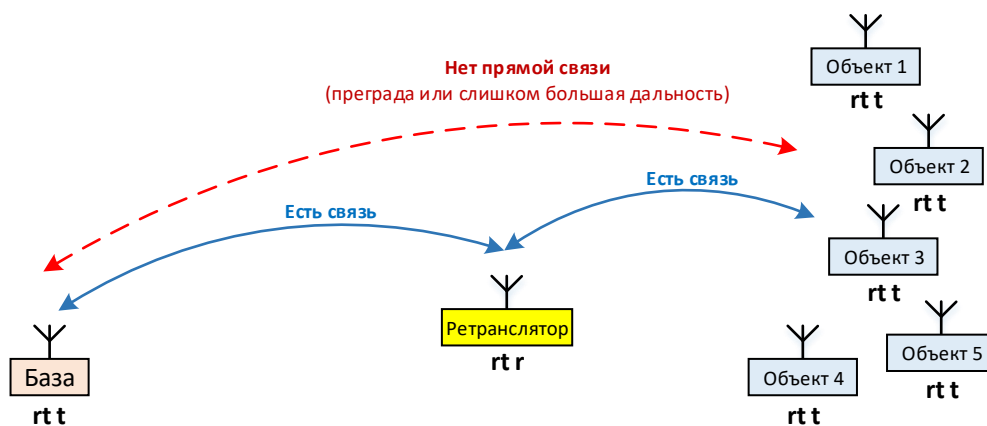 Объект 1
rt t
Нет прямой связи
(преграда или слишком большая дальность)
Объект 2
rt t
Есть связь
Есть связь
Объект 3
rt t
Ретранслятор
rt r
База
rt t
Объект 4
rt t
Объект 5
rt t